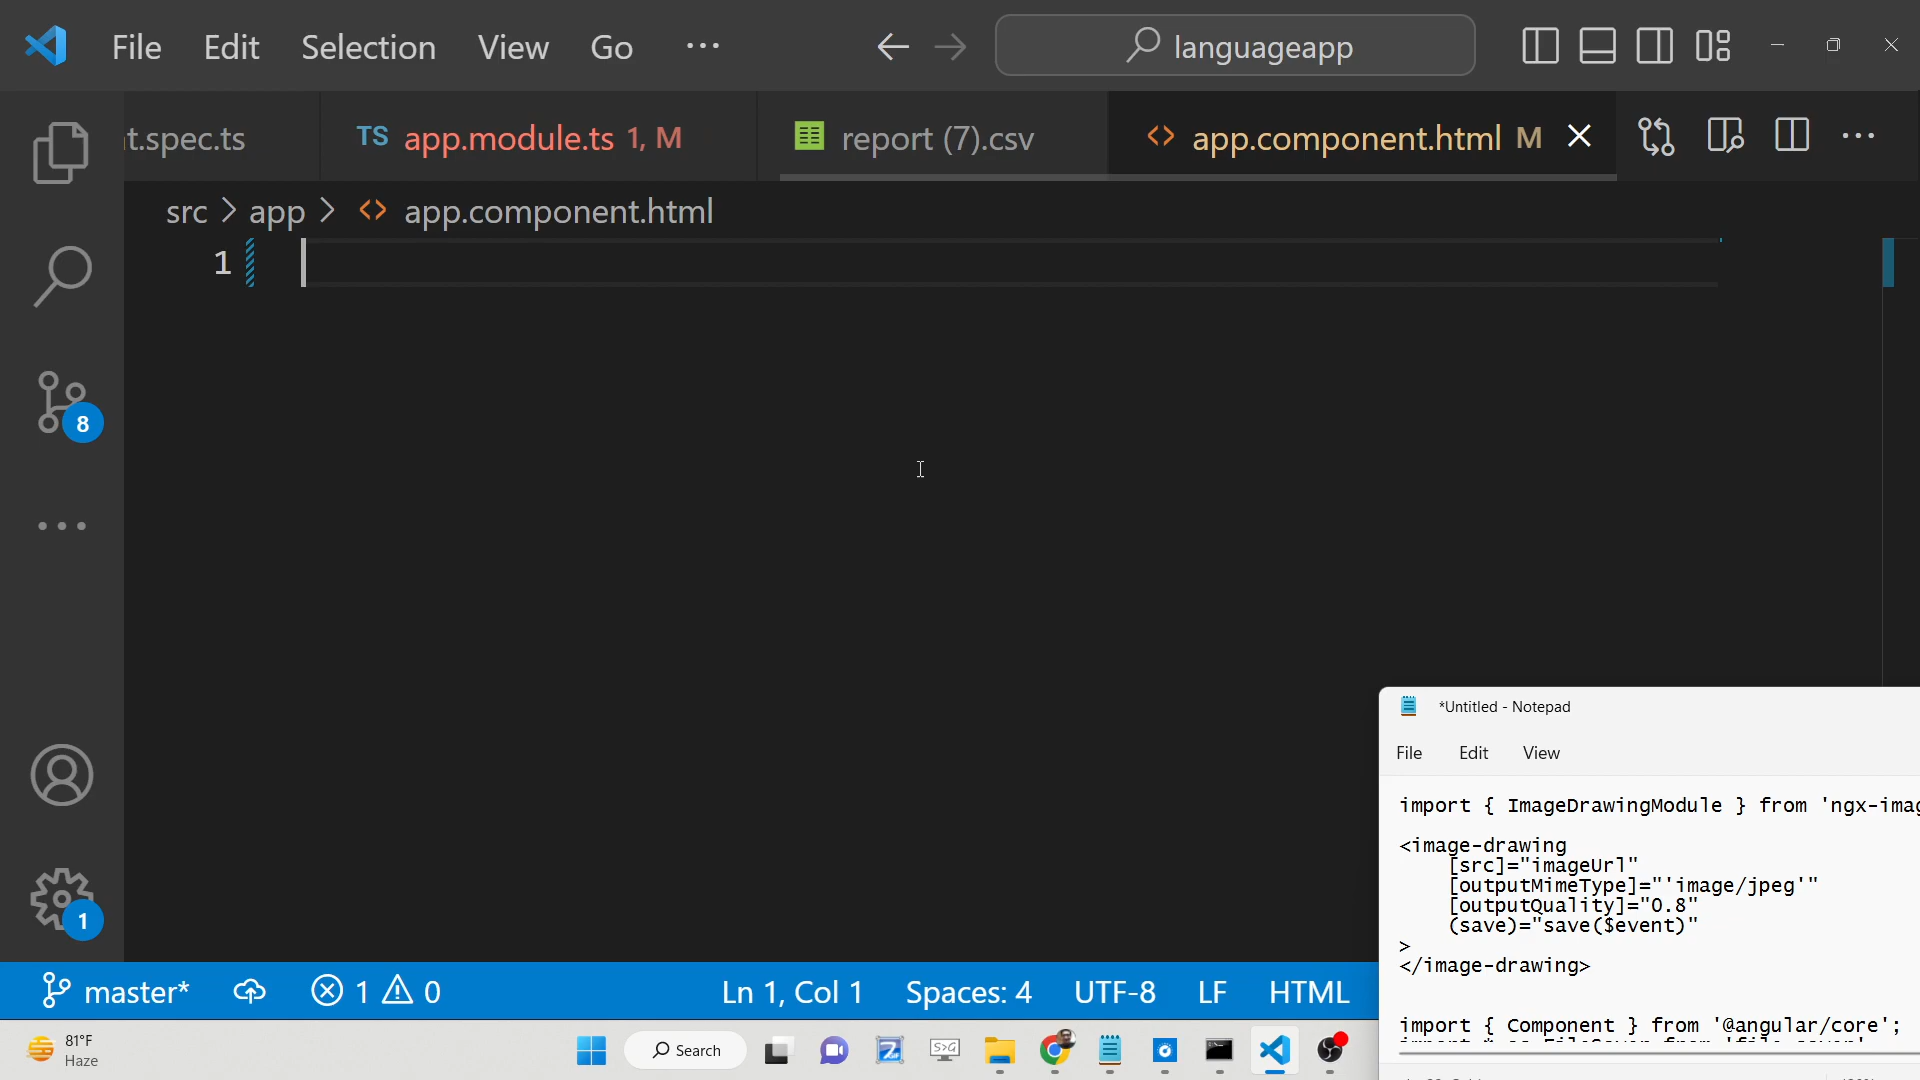 File Edit Selection View Go ··· languageapp
t.spec.ts TS app.module.ts 1, M report (7).csv <> app.component.html M
src > app > <> app.component.html
1
8
1
master* 1 0 Ln 1, Col 1 Spaces: 4 UTF-8 LF HTML
*Untitled - Notepad
File Edit View
import { ImageDrawingModule } from 'ngx-imag
<image-drawing
[src]="imageUrl"
[outputMimeType]="'image/jpeg'"
[outputQuality]="0.8"
(save)="save($event)"
>
</image-drawing>
import { Component } from '@angular/core';
81°F
Haze
Search
S>G